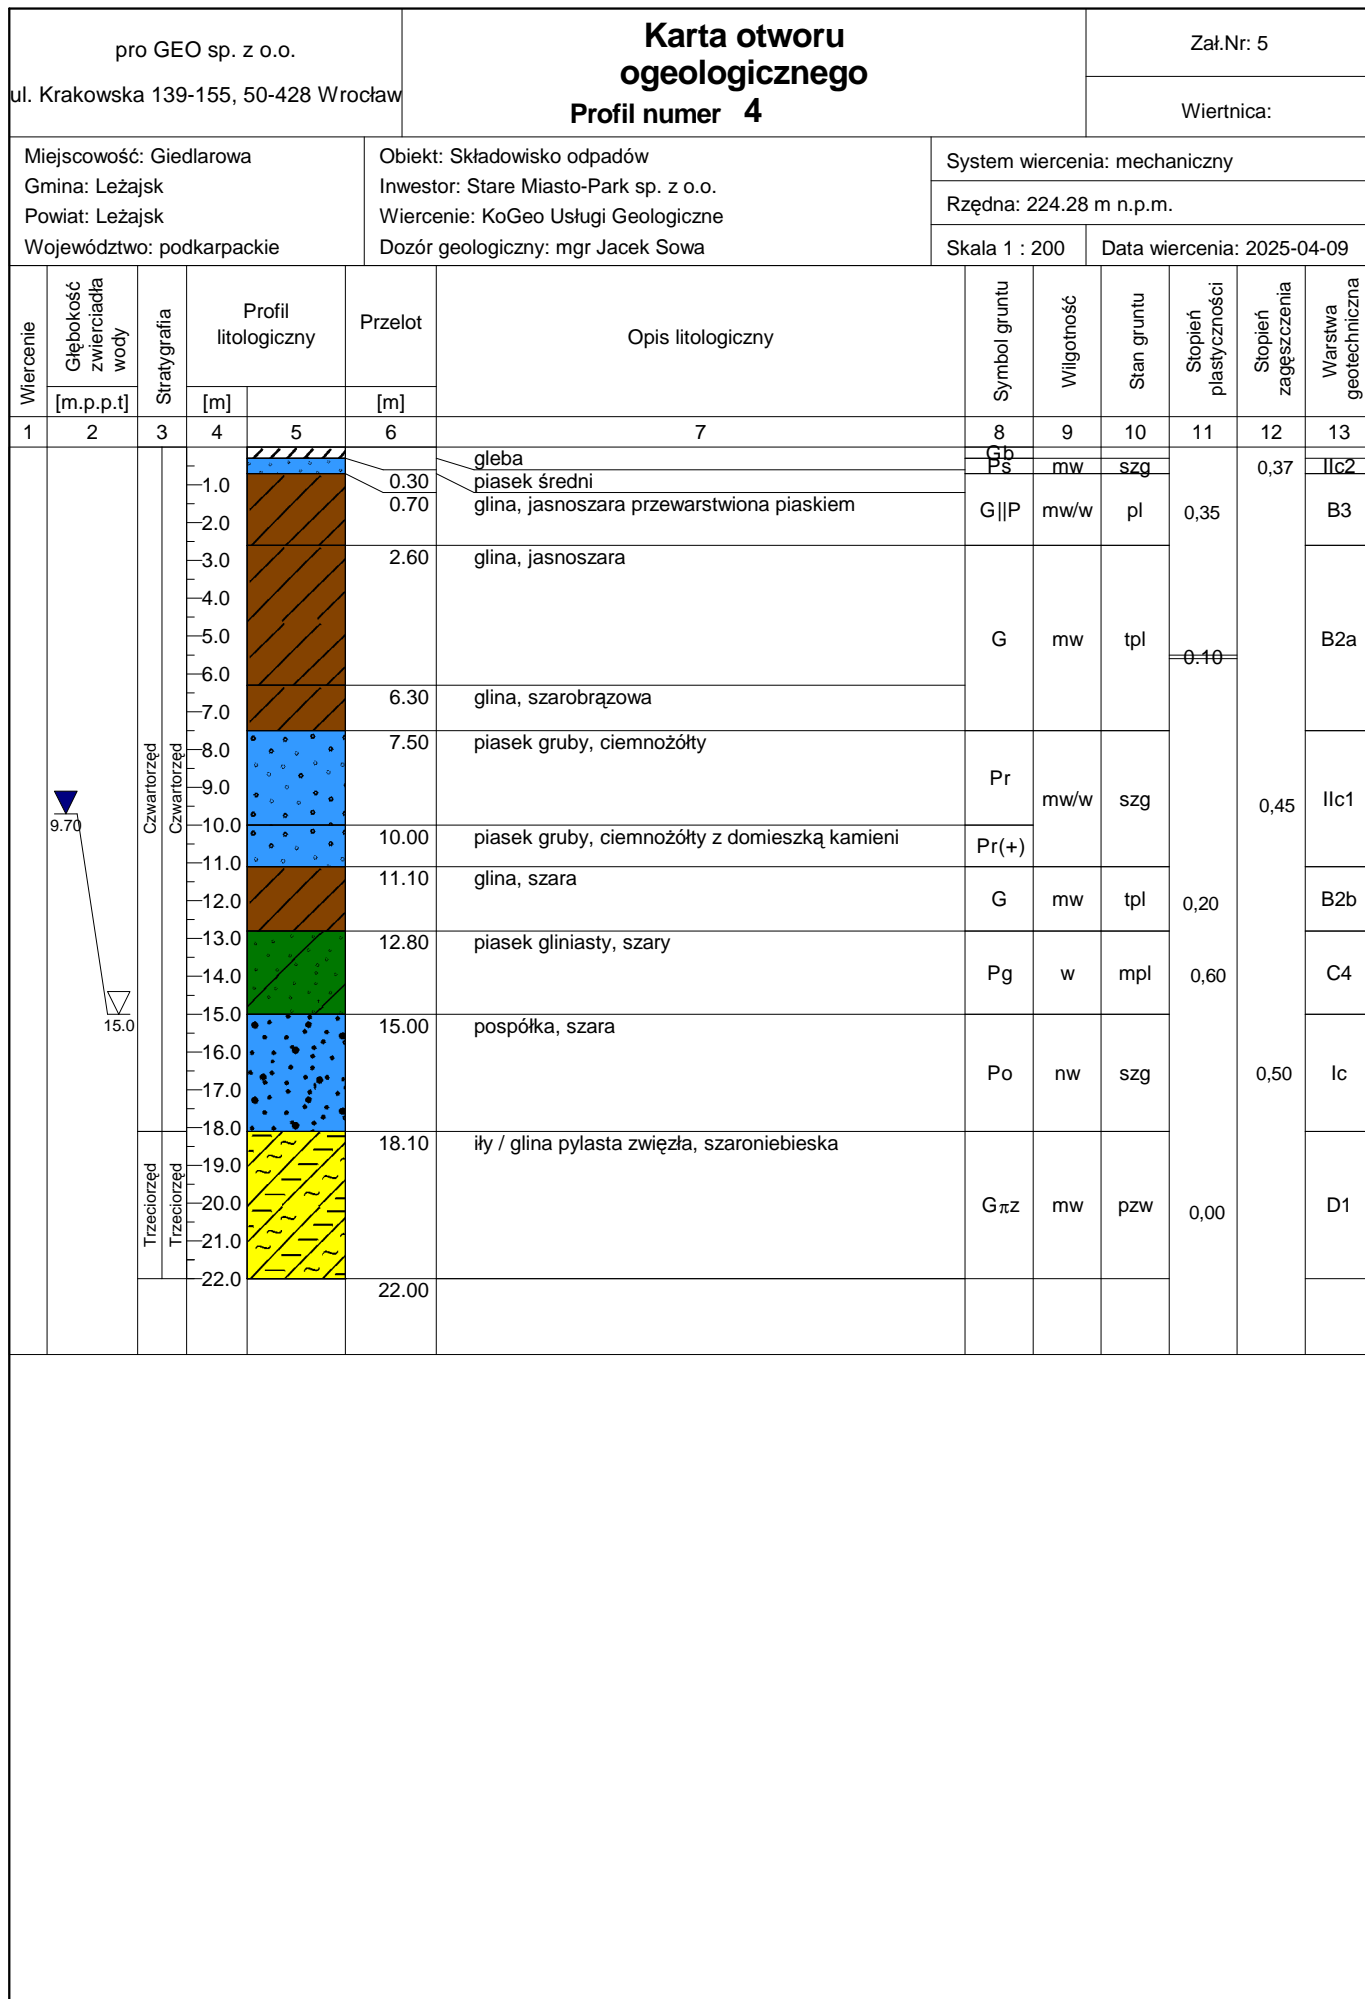 pro GEO sp. z o.o.
ul. Krakowska 139-155, 50-428 Wrocław
Karta otworu
ogeologicznego
Profil numer 4
Zał.Nr: 5
Wiertnica:
Miejscowość: Giedlarowa
Gmina: Leżajsk
Powiat: Leżajsk
Województwo: podkarpackie
Obiekt: Składowisko odpadów
Inwestor: Stare Miasto-Park sp. z o.o.
Wiercenie: KoGeo Usługi Geologiczne
Dozór geologiczny: mgr Jacek Sowa
System wiercenia: mechaniczny
Rzędna: 224.28 m n.p.m.
Skala 1 : 200 Data wiercenia: 2025-04-09
Wiercenie
Głębokość
zwierciadła
wody
[m.p.p.t]
Stratygrafia
Profil
litologiczny
[m]
Przelot
[m]
Opis litologiczny
Symbol gruntu
Wilgotność
Stan gruntu
Stopień
plastyczności
Stopień
zagęszczenia
Warstwa
geotechniczna
1 2 3 4 5 6 7 8 9 10 11 12 13
gleba Gb
0.30 piasek średni Ps mw szg 0,37 IIc2
0.70 glina, jasnoszara przewarstwiona piaskiem G||P mw/w pl 0,35 B3
2.60 glina, jasnoszara G mw tpl 0.10 B2a
6.30 glina, szarobrązowa
7.50 piasek gruby, ciemnożółty Pr mw/w szg 0,45 IIc1
10.00 piasek gruby, ciemnożółty z domieszką kamieni Pr(+)
11.10 glina, szara G mw tpl 0,20 B2b
12.80 piasek gliniasty, szary Pg w mpl 0,60 C4
15.00 pospółka, szara Po nw szg 0,50 Ic
18.10 iły / glina pylasta zwięzła, szaroniebieska Gπz mw pzw 0,00 D1
22.00
9.70
15.0
Czwartorzęd
Czwartorzęd
Trzeciorzęd
Trzeciorzęd
1.0
2.0
3.0
4.0
5.0
6.0
7.0
8.0
9.0
10.0
11.0
12.0
13.0
14.0
15.0
16.0
17.0
18.0
19.0
20.0
21.0
22.0